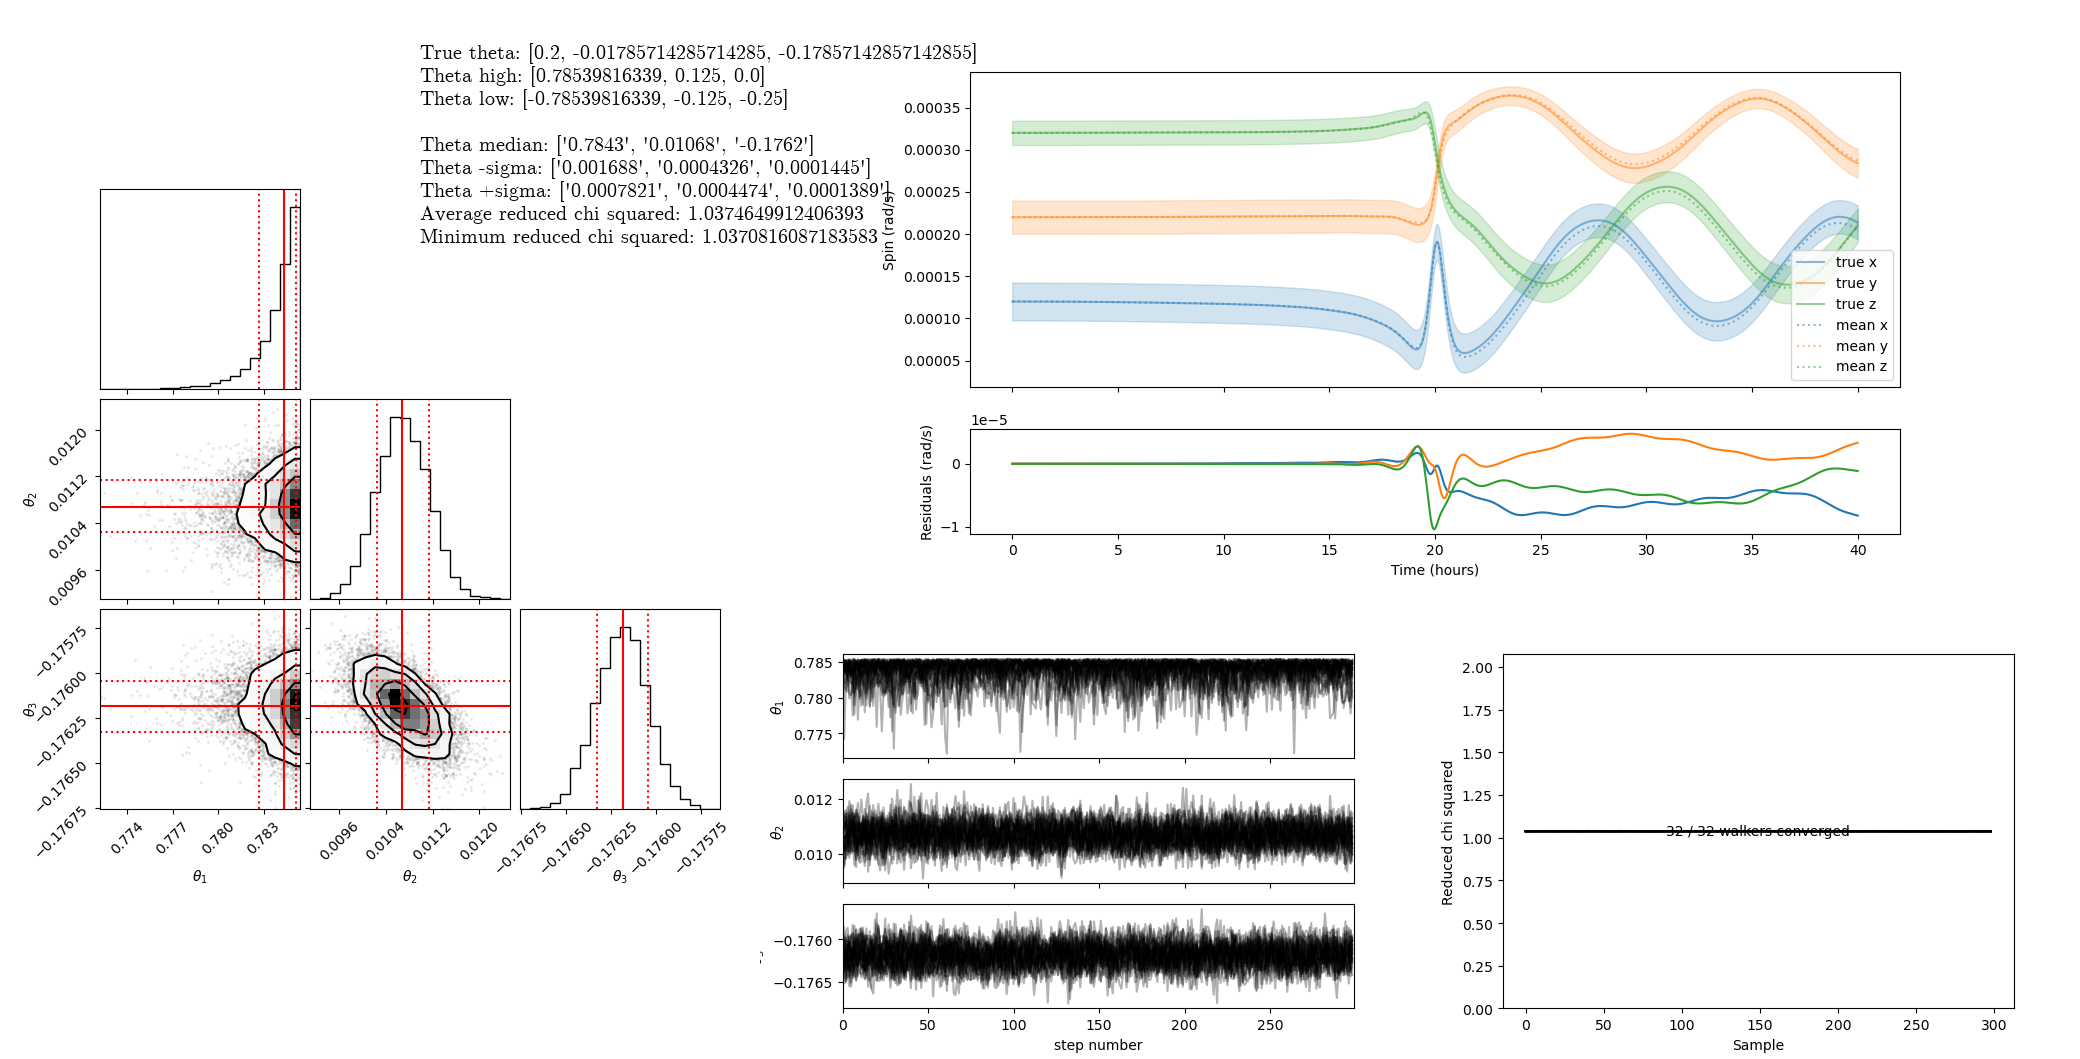 True theta: [0.2, -0.01785714285714285, -0.17857142857142855]
Theta high: [0.78539816339, 0.125, 0.0]
Theta low: [-0.78539816339, -0.125, -0.25]
Theta median: ['0.7843', '0.01068', '-0.1762']
Theta -sigma: ['0.001688', '0.0004326', '0.0001445']
Theta +sigma: ['0.0007821', '0.0004474', '0.0001389']
Average reduced chi squared: 1.0374649912406393
Minimum reduced chi squared: 1.0370816087183583
Spin (rad/s)
0.00035
0.00030
0.00025
0.00020
0.00015
0.00010
0.00005
true x
true y
true z
mean x
mean y
mean z
1e−5
Residuals (rad/s)
0
−1
0 5 10 15 20 25 30 35 40
Time (hours)
θ2
0.0120
0.0112
0.0104
0.0096
θ3
−0.17575
−0.17600
−0.17625
−0.17650
−0.17675
0.774 0.777 0.780 0.783
θ1
0.0096 0.0104 0.0112 0.0120
θ2
−0.17675 −0.17650 −0.17625 −0.17600 −0.17575
θ3
θ1
0.785
0.780
0.775
θ2
0.012
0.010
−0.1760
−0.1765
0 50 100 150 200 250
step number
Reduced chi squared
2.00
1.75
1.50
1.25
1.00
0.75
0.50
0.25
0.00
32 / 32 walkers converged
0 50 100 150 200 250 300
Sample